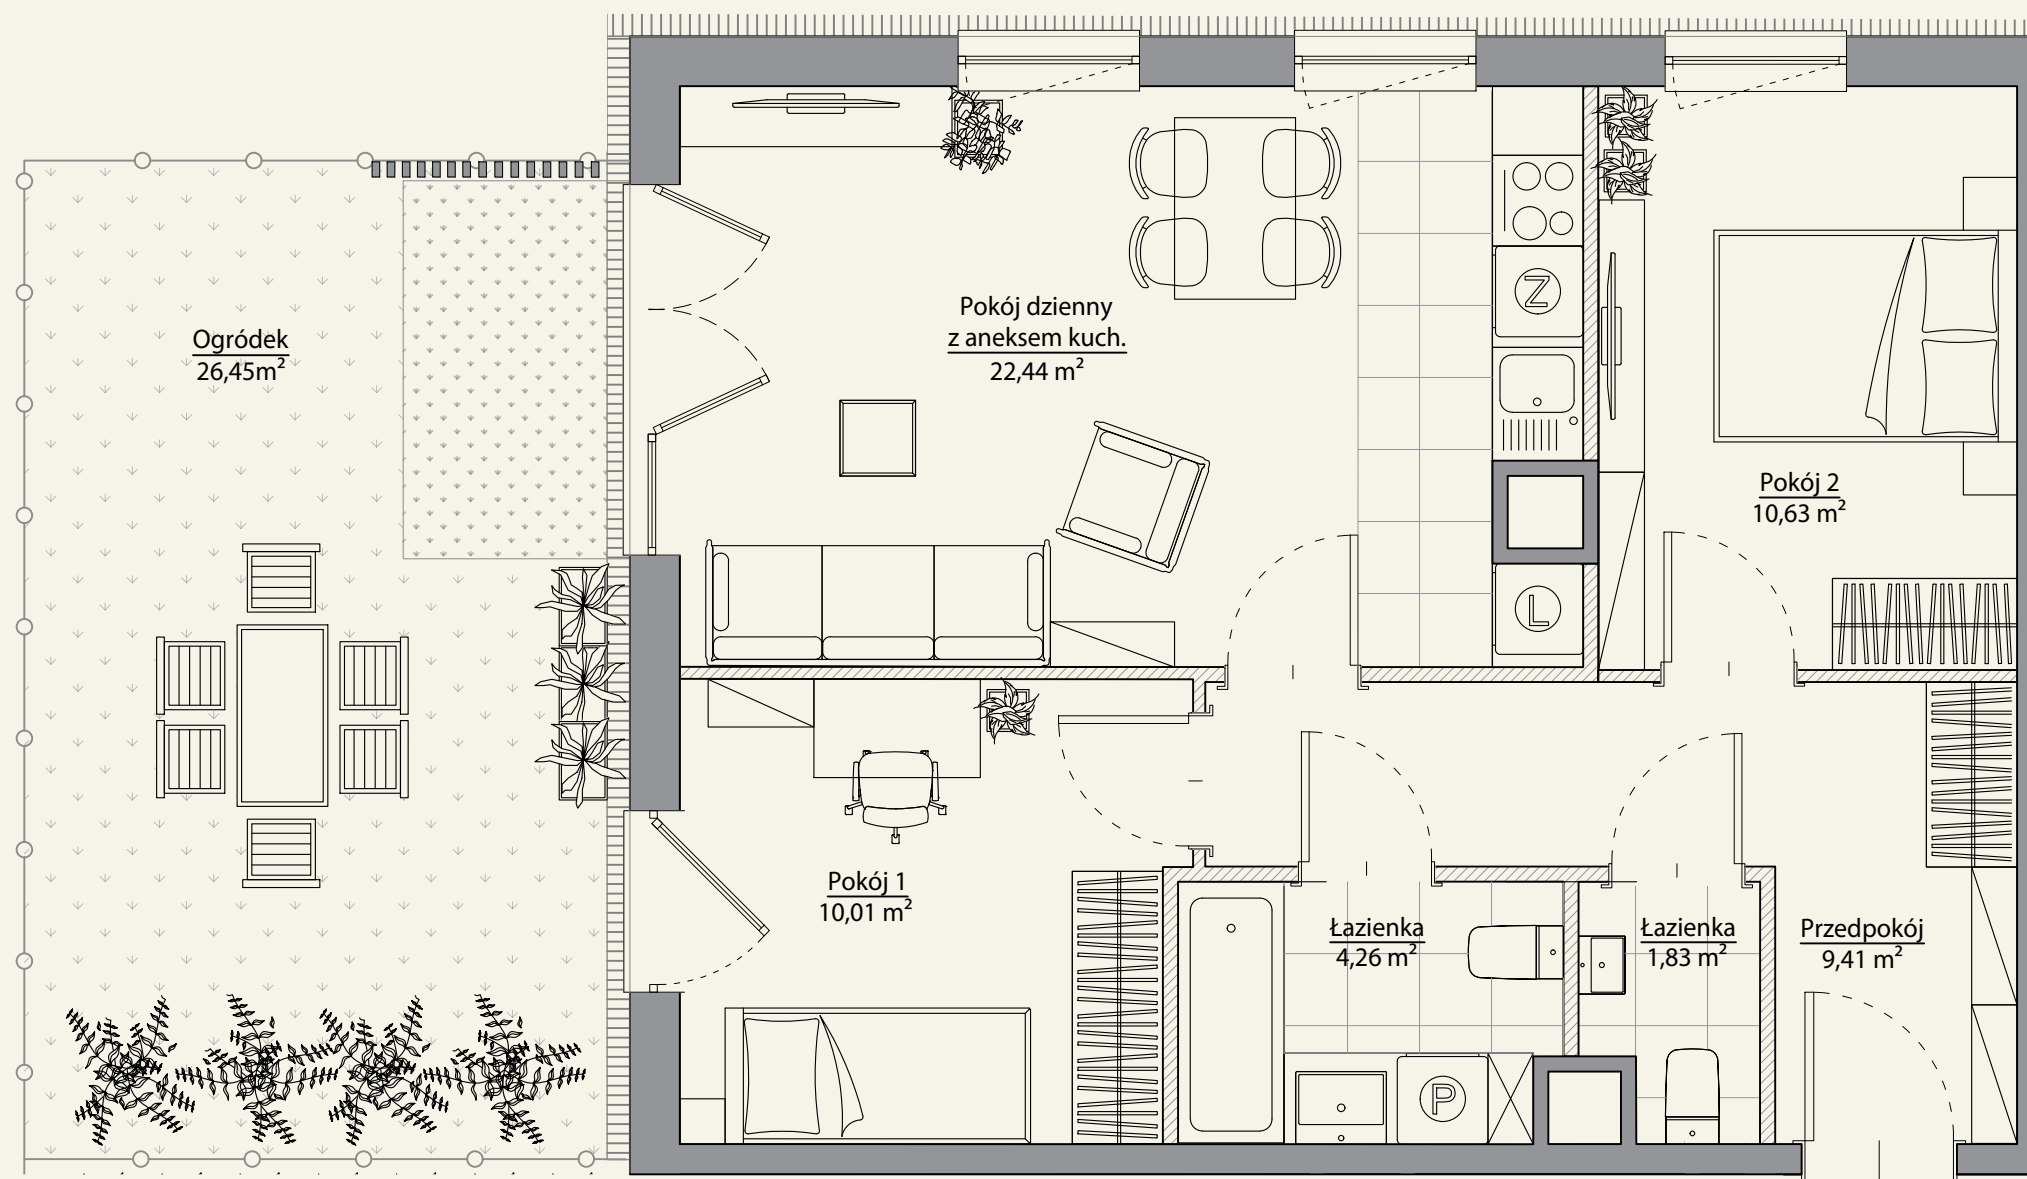 Ogródek
26,45m²
Pokój dzienny
z aneksem kuch.
22,44 m²
Z
L
Pokój 2
10,63 m²
Pokój 1
10,01 m²
Łazienka
4,26 m²
Łazienka
1,83 m²
Przedpokój
9,41 m²
P